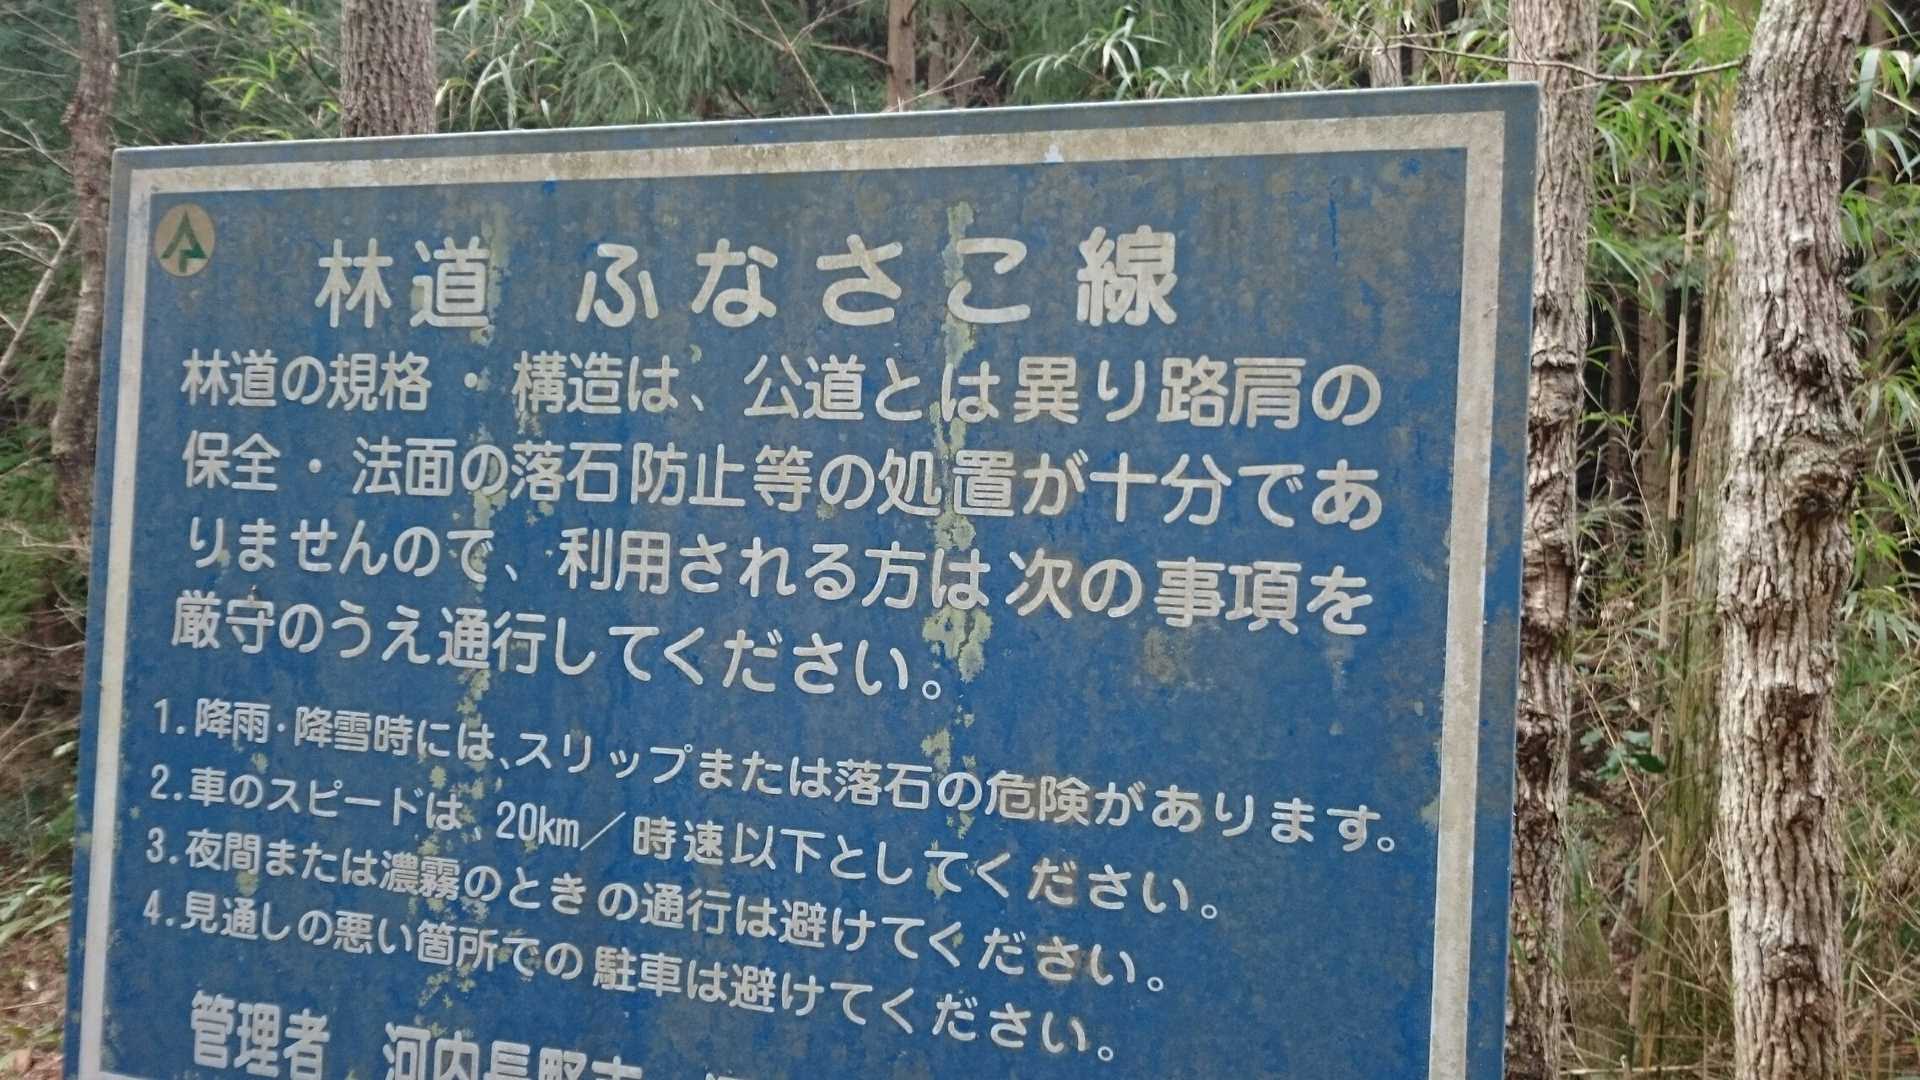 林道 ふなさこ線
林道の規格・構造は、公道とは異り路肩の
保全・法面の落石防止等の処置が十分であ
りませんので、利用される方は次の事項を
厳守のうえ通行してください。
1.降雨・降雪時には、スリップまたは落石の危険があります。
2.車のスピードは、20km／時速以下としてください。
3.夜間または濃霧のときの通行は避けてください。
4.見通しの悪い箇所での駐車は避けてください。
管理者 河内長野市